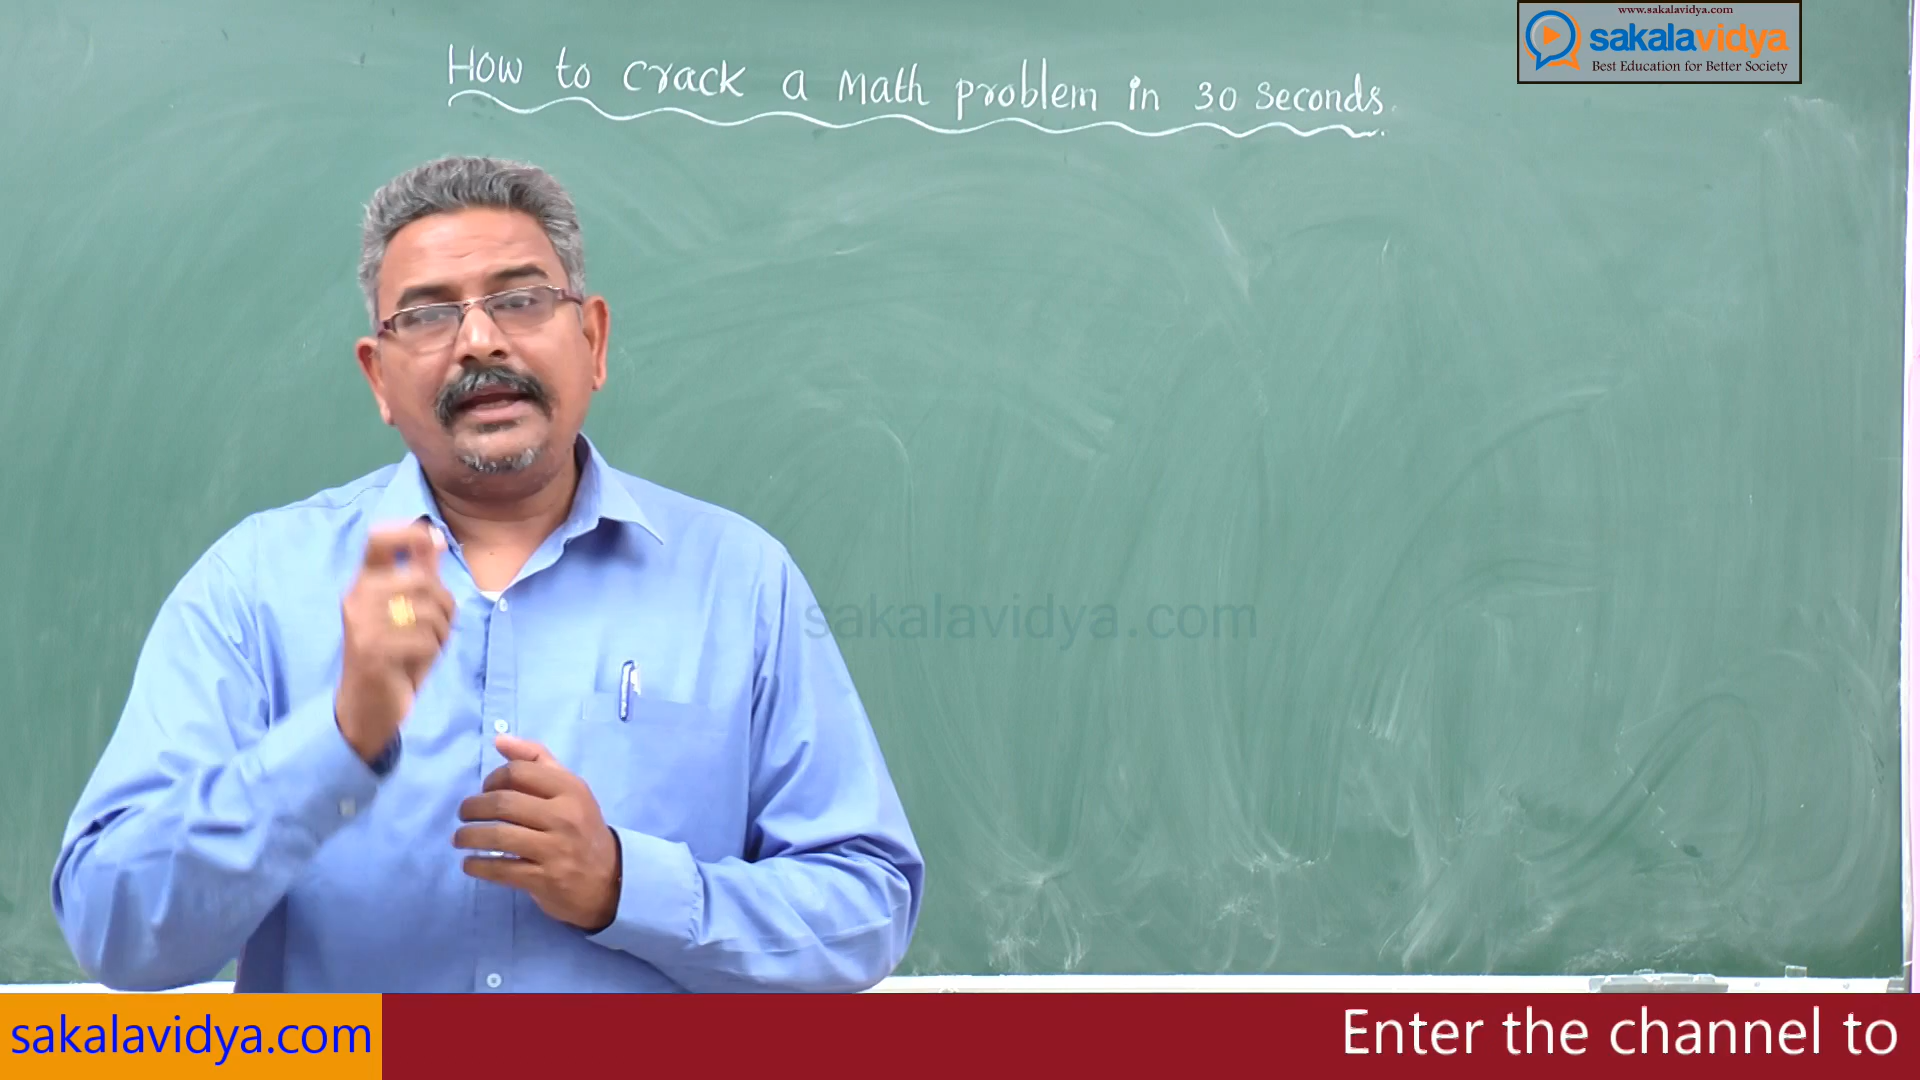 www.sakalavidya.com
sakalavidya
Best Education for Better Society
How to crack a Math problem in 30 Seconds.
sakalavidya.com
sakalavidya.com
Enter the channel to